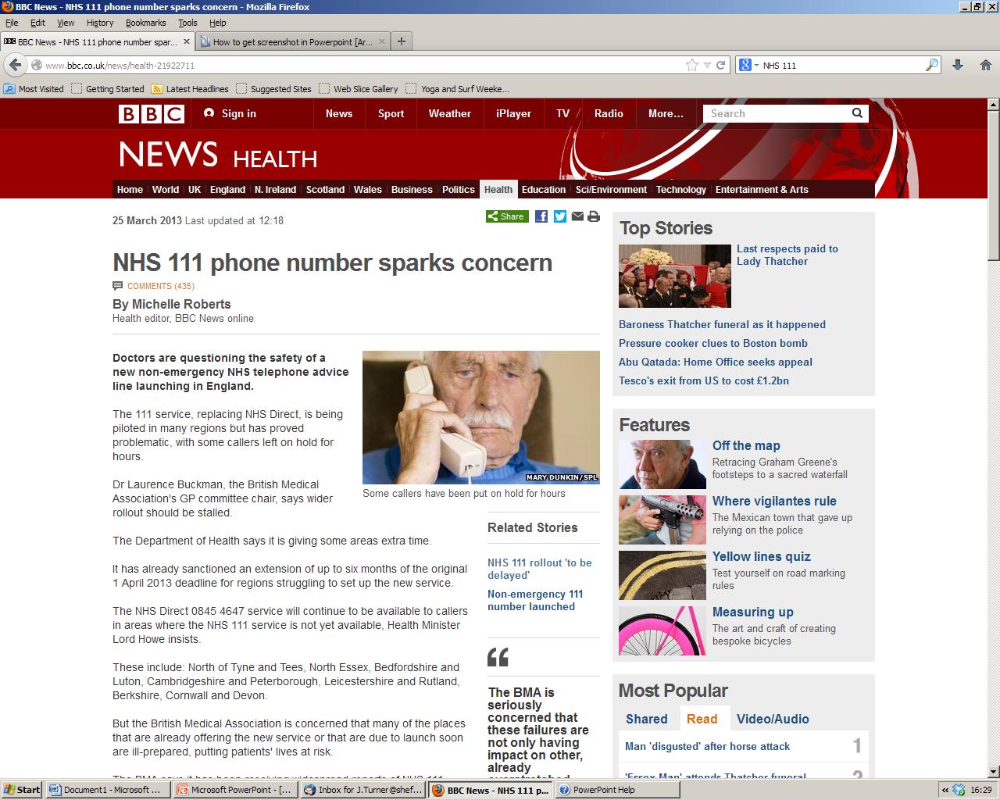 BBC News - NHS 111 phone number sparks concern - Mozilla Firefox
File Edit View History Bookmarks Tools Help
BBC BBC News - NHS 111 phone number spar...
How to get screenshot in Powerpoint [Ar...
www.bbc.co.uk/news/health-21922711
NHS 111
Most Visited Getting Started Latest Headlines Suggested Sites Web Slice Gallery Yoga and Surf Weeke...
BBC Sign in News Sport Weather iPlayer TV Radio More... Search
NEWS HEALTH
Home World UK England N. Ireland Scotland Wales Business Politics Health Education Sci/Environment Technology Entertainment & Arts
25 March 2013 Last updated at 12:18
Share
NHS 111 phone number sparks concern
COMMENTS (435)
By Michelle Roberts
Health editor, BBC News online
Doctors are questioning the safety of a
new non-emergency NHS telephone advice
line launching in England.
The 111 service, replacing NHS Direct, is being
piloted in many regions but has proved
problematic, with some callers left on hold for
hours.
Dr Laurence Buckman, the British Medical
Association's GP committee chair, says wider
rollout should be stalled.
The Department of Health says it is giving some areas extra time.
It has already sanctioned an extension of up to six months of the original
1 April 2013 deadline for regions struggling to set up the new service.
The NHS Direct 0845 4647 service will continue to be available to callers
in areas where the NHS 111 service is not yet available, Health Minister
Lord Howe insists.
These include: North of Tyne and Tees, North Essex, Bedfordshire and
Luton, Cambridgeshire and Peterborough, Leicestershire and Rutland,
Berkshire, Cornwall and Devon.
But the British Medical Association is concerned that many of the places
that are already offering the new service or that are due to launch soon
are ill-prepared, putting patients' lives at risk.
The BMA says it has been receiving widespread reports of NHS 111
MARY DUNKIN/SPL
Some callers have been put on hold for hours
Related Stories
NHS 111 rollout 'to be
delayed'
Non-emergency 111
number launched
“
The BMA is
seriously
concerned that
these failures are
not only having
impact on other,
already
overstretched
Top Stories
Last respects paid to
Lady Thatcher
Baroness Thatcher funeral as it happened
Pressure cooker clues to Boston bomb
Abu Qatada: Home Office seeks appeal
Tesco's exit from US to cost £1.2bn
Features
Off the map
Retracing Graham Greene's
footsteps to a sacred waterfall
Where vigilantes rule
The Mexican town that gave up
relying on the police
Yellow lines quiz
Test yourself on road marking
rules
Measuring up
The art and craft of creating
bespoke bicycles
Most Popular
Shared Read Video/Audio
Man 'disgusted' after horse attack 1
'Essex Man' attends Thatcher funeral 2
Start Document1 - Microsoft ... Microsoft PowerPoint - [... Inbox for J.Turner@shef... BBC News - NHS 111 p... PowerPoint Help « 16:29